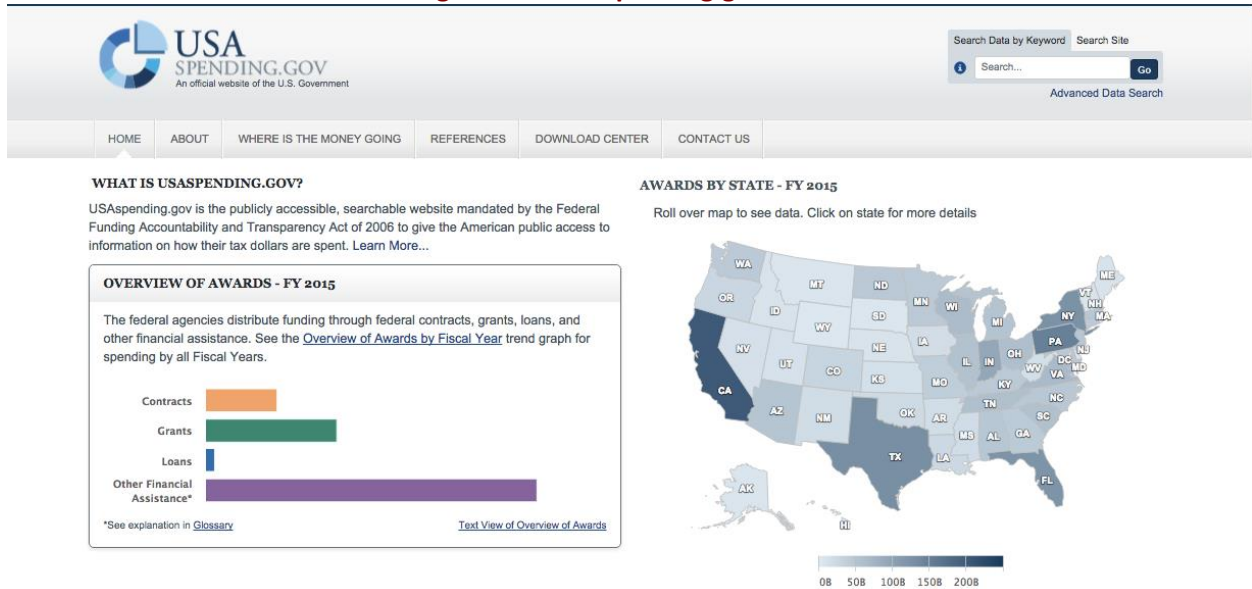 USA
SPENDING.GOV
An official website of the U.S. Government
Search Data by Keyword Search Site
Search... Go
Advanced Data Search
HOME ABOUT WHERE IS THE MONEY GOING REFERENCES DOWNLOAD CENTER CONTACT US
WHAT IS USASPENDING.GOV?
USAspending.gov is the publicly accessible, searchable website mandated by the Federal
Funding Accountability and Transparency Act of 2006 to give the American public access to
information on how their tax dollars are spent. Learn More...
OVERVIEW OF AWARDS - FY 2015
The federal agencies distribute funding through federal contracts, grants, loans, and
other financial assistance. See the Overview of Awards by Fiscal Year trend graph for
spending by all Fiscal Years.
Contracts
Grants
Loans
Other Financial
Assistance*
*See explanation in Glossary Text View of Overview of Awards
AWARDS BY STATE - FY 2015
Roll over map to see data. Click on state for more details
WA MT ND MN WI MI VT ME
OR ID WY SD IA NY NH MA
NV UT CO NE IL IN OH PA NJ
CA KS MO KY WV VA DC MD
AZ NM OK AR TN NC SC
TX LA MS AL GA FL
AK HI
0B 50B 100B 150B 200B